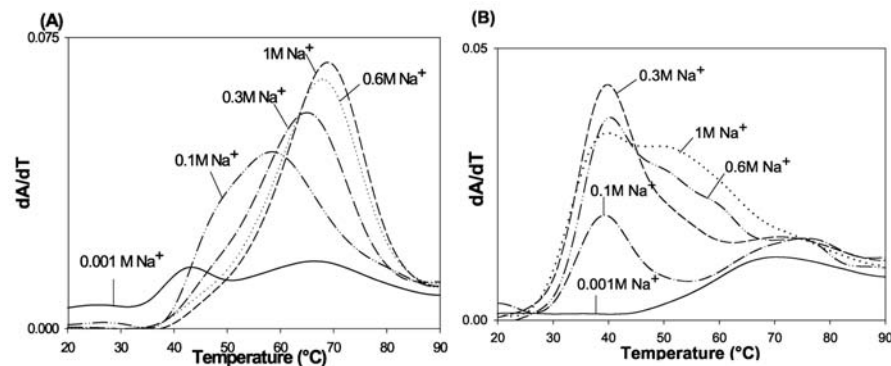 (A)
0.075
1M Na+
0.6M Na+
0.3M Na+
0.1M Na+
0.001 M Na+
dA/dT
0.000
20 30 40 50 60 70 80 90
Temperature (°C)
(B)
0.05
0.3M Na+
1M Na+
0.6M Na+
0.1M Na+
0.001M Na+
dA/dT
0.00
20 30 40 50 60 70 80 90
Temperature (°C)